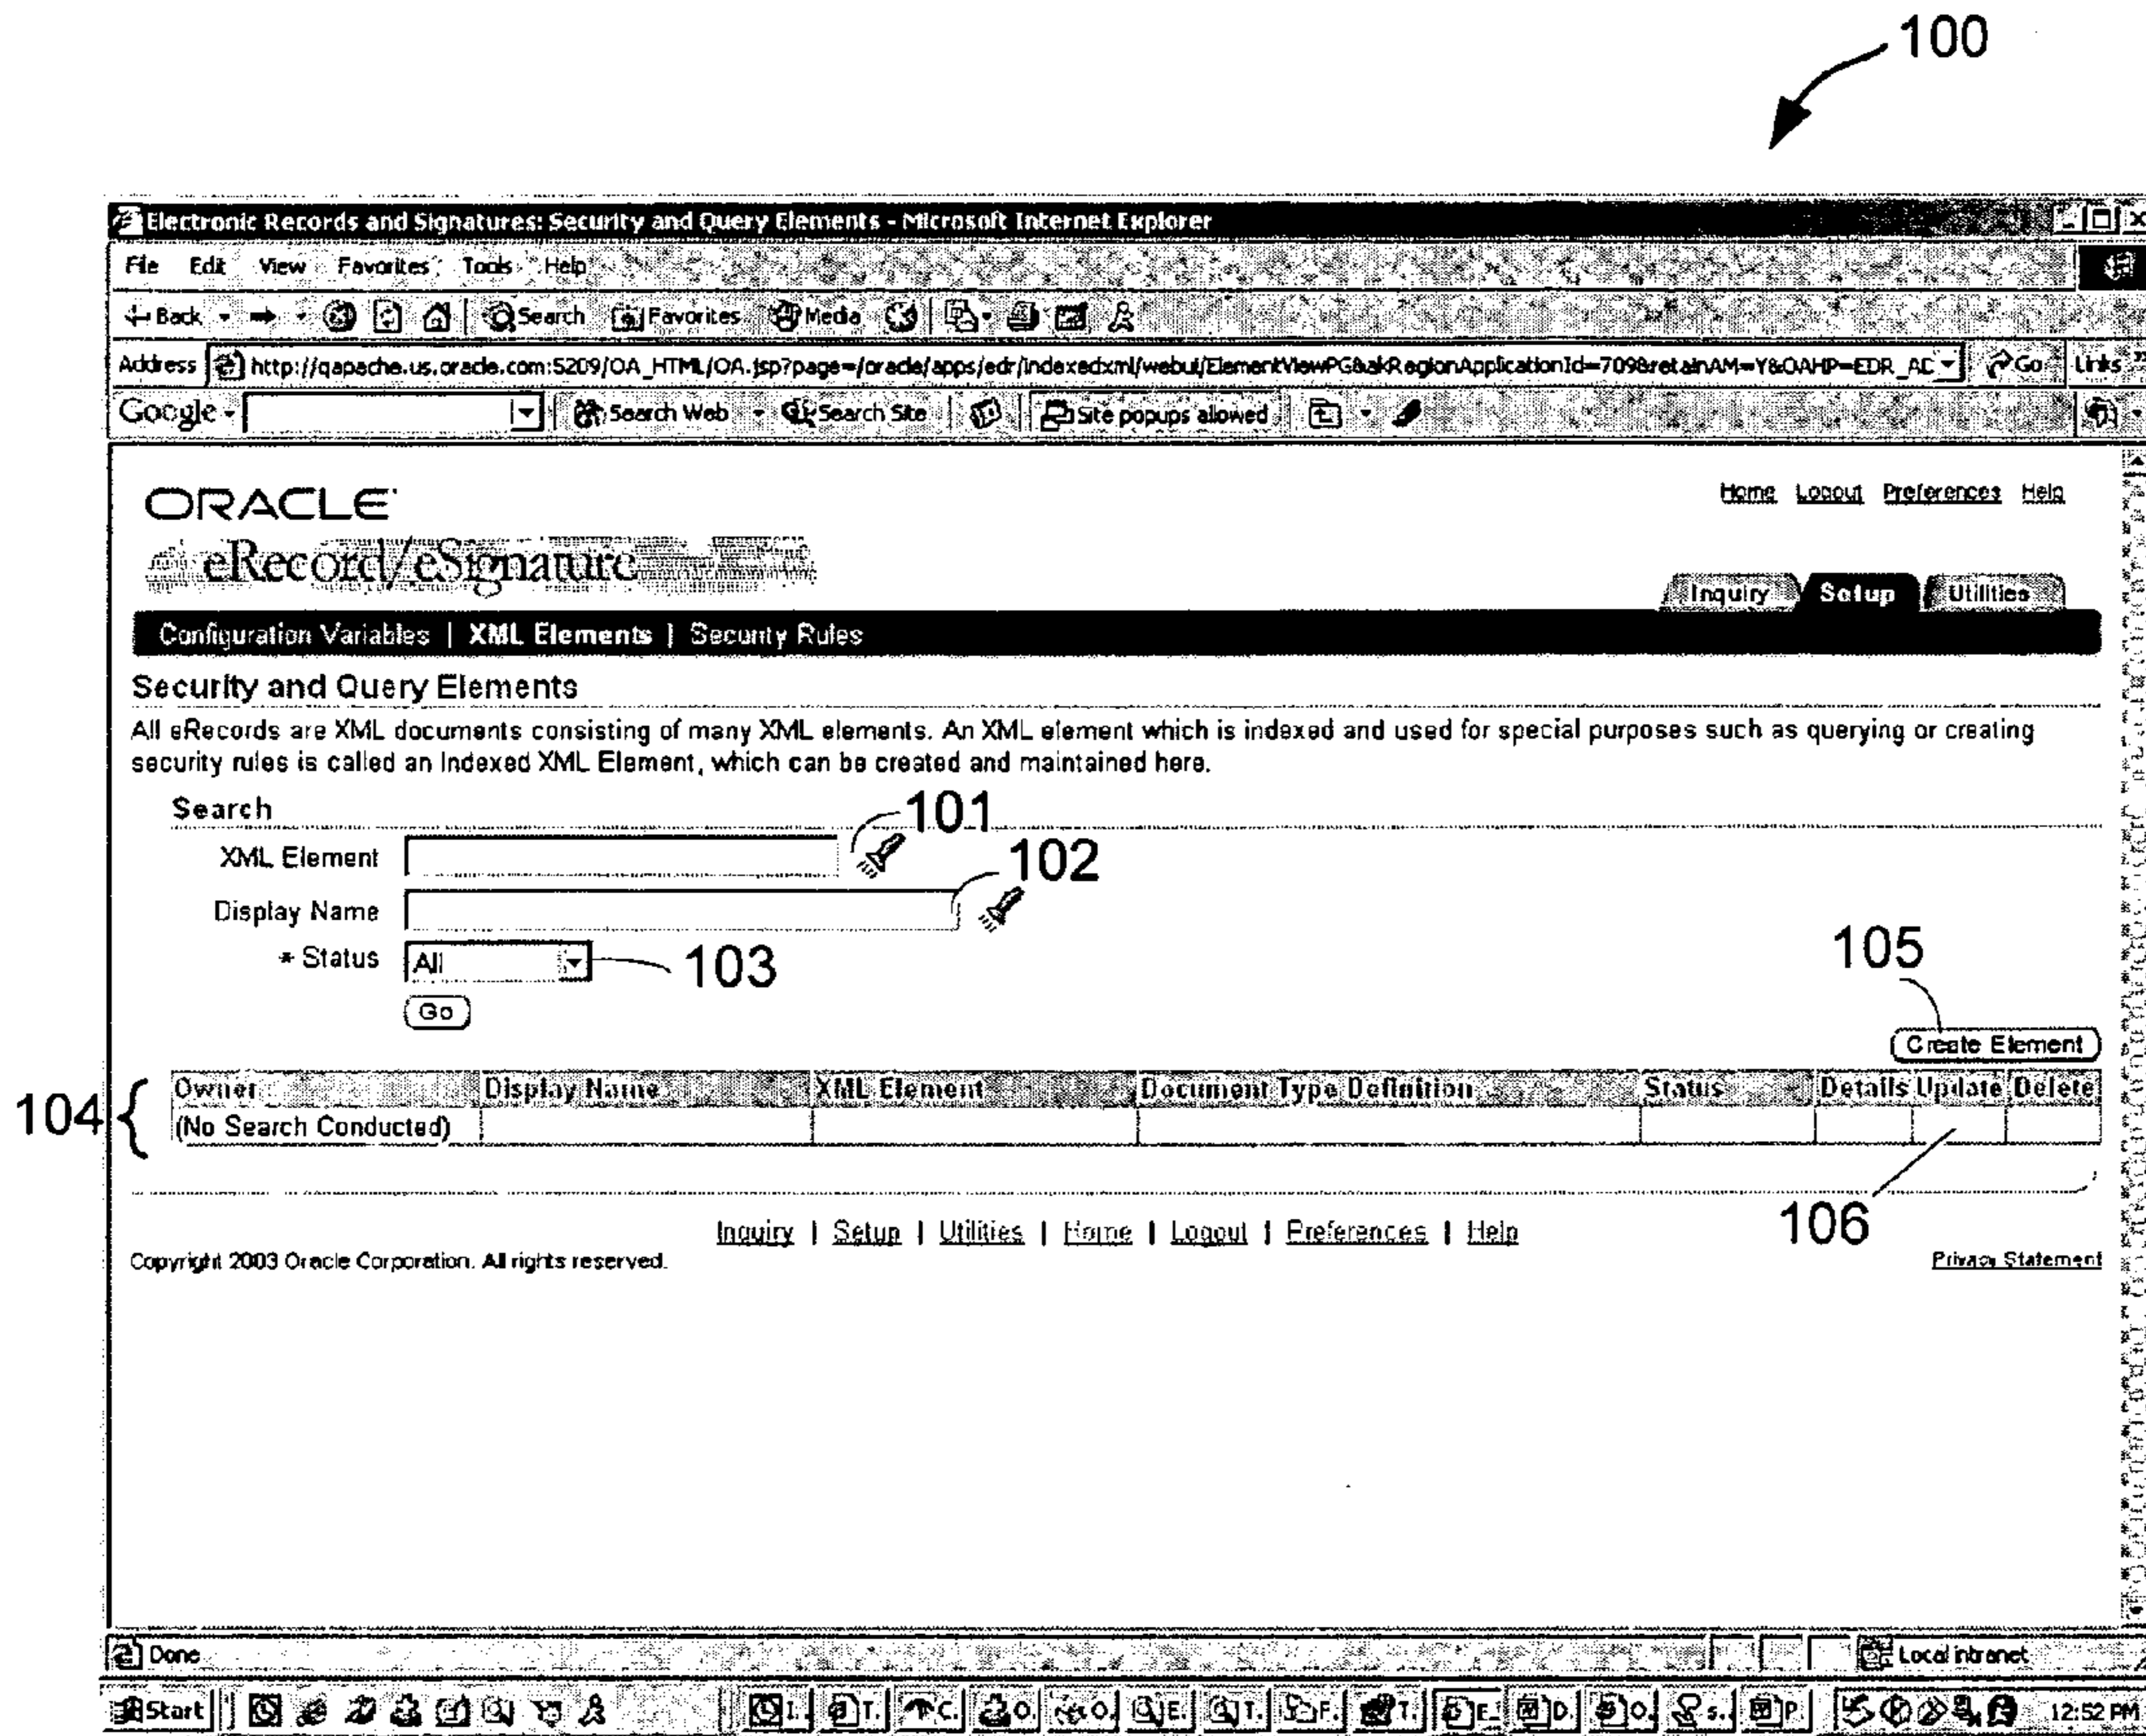 100
Electronic Records and Signatures: Security and Query Elements - Microsoft Internet Explorer
File Edit View Favorites Tools Help
Back Search Favorites Media
Address http://qapache.us.oracle.com:5209/OA_HTML/OA.jsp?page=/oracle/apps/edr/indexedxml/webui/ElementViewPG&akRegionApplicationId=709&retainAM=Y&OAHP=EDR_AD Go Links »
Google Search Web Search Site Site popups allowed
ORACLE
Home Logout Preferences Help
eRecord/eSignature
Inquiry Setup Utilities
Configuration Variables | XML Elements | Security Rules
Security and Query Elements
All eRecords are XML documents consisting of many XML elements. An XML element which is indexed and used for special purposes such as querying or creating
security rules is called an Indexed XML Element, which can be created and maintained here.
Search
101
XML Element
102
Display Name
* Status All
103
Go
105
Create Element
104
Owner Display Name XML Element Document Type Definition Status Details Update Delete
(No Search Conducted)
106
Inquiry | Setup | Utilities | Home | Logout | Preferences | Help
Copyright 2003 Oracle Corporation. All rights reserved.
Privacy Statement
Done Local intranet
Start I. T. C. O. O. E. T. F. T. E. D. O. s. P. 12:52 PM